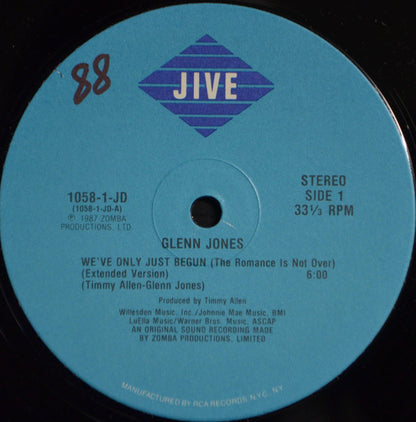 88
JIVE
1058-1-JD
(1058-1-JD-A)
℗ 1987 ZOMBA
PRODUCTIONS, LTD.
STEREO
SIDE 1
33⅓ RPM
GLENN JONES
WE'VE ONLY JUST BEGUN (The Romance Is Not Over)
(Extended Version) 6:00
(Timmy Allen-Glenn Jones)
Produced by Timmy Allen
Willesden Music, Inc./Johnnie Mae Music, BMI
LuElla Music/Warner Bros. Music, ASCAP
AN ORIGINAL SOUND RECORDING MADE
BY ZOMBA PRODUCTIONS, LIMITED
MANUFACTURED BY RCA RECORDS, N.Y.C., N.Y.